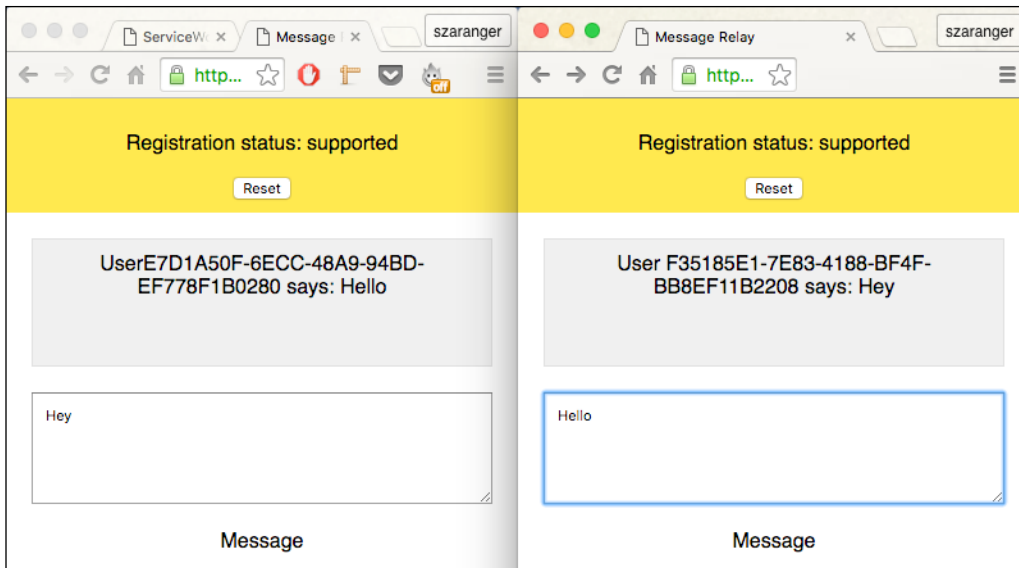 ServiceW
Message
szaranger
http...
off
Registration status: supported
Reset
UserE7D1A50F-6ECC-48A9-94BD-
EF778F1B0280 says: Hello
Hey
Message
Message Relay
szaranger
http...
Registration status: supported
Reset
User F35185E1-7E83-4188-BF4F-
BB8EF11B2208 says: Hey
Hello
Message